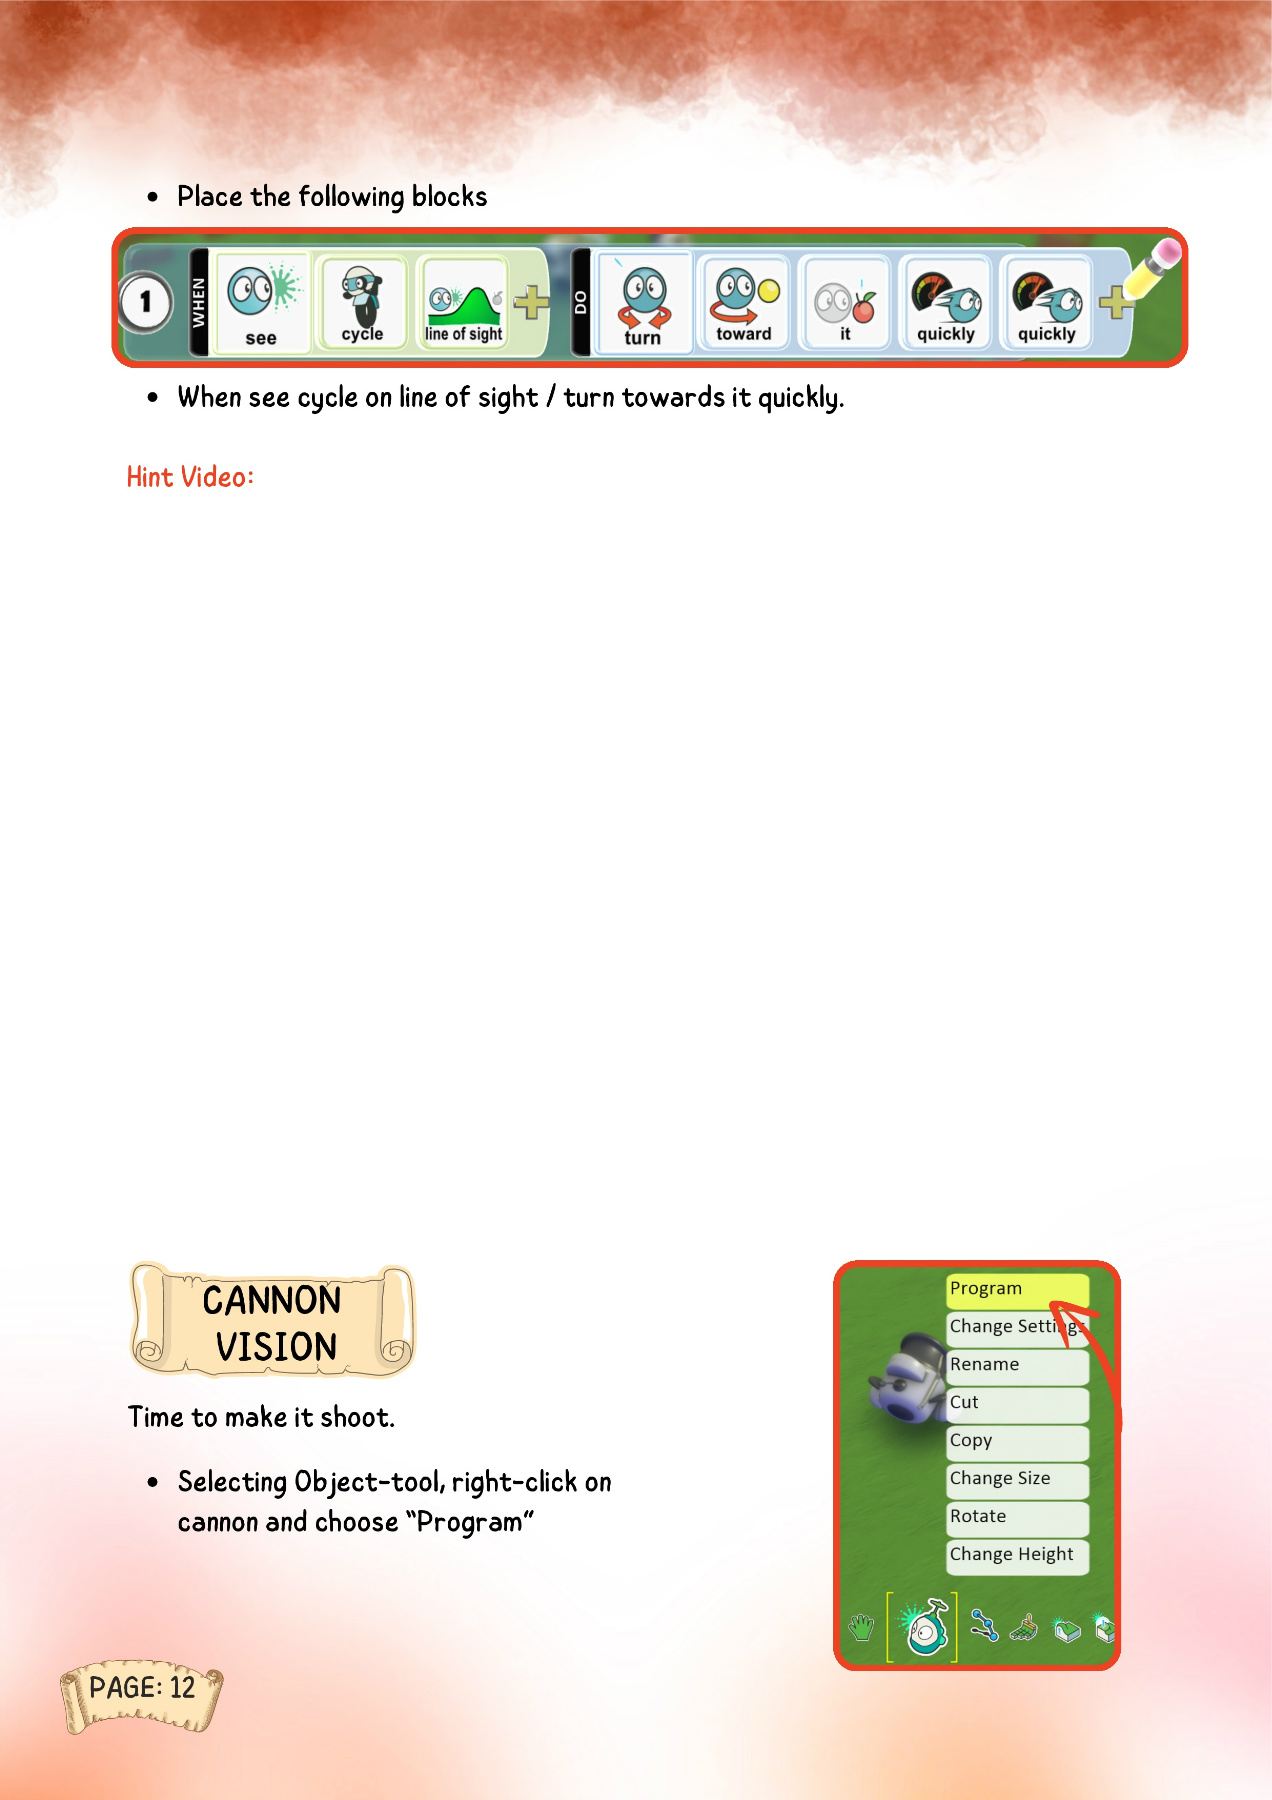 • Place the following blocks
1 WHEN see cycle line of sight DO turn toward it quickly quickly
• When see cycle on line of sight / turn towards it quickly.
Hint Video:
CANNON
VISION
Time to make it shoot.
• Selecting Object-tool, right-click on
cannon and choose “Program”
Program
Change Settings
Rename
Cut
Copy
Change Size
Rotate
Change Height
PAGE: 12